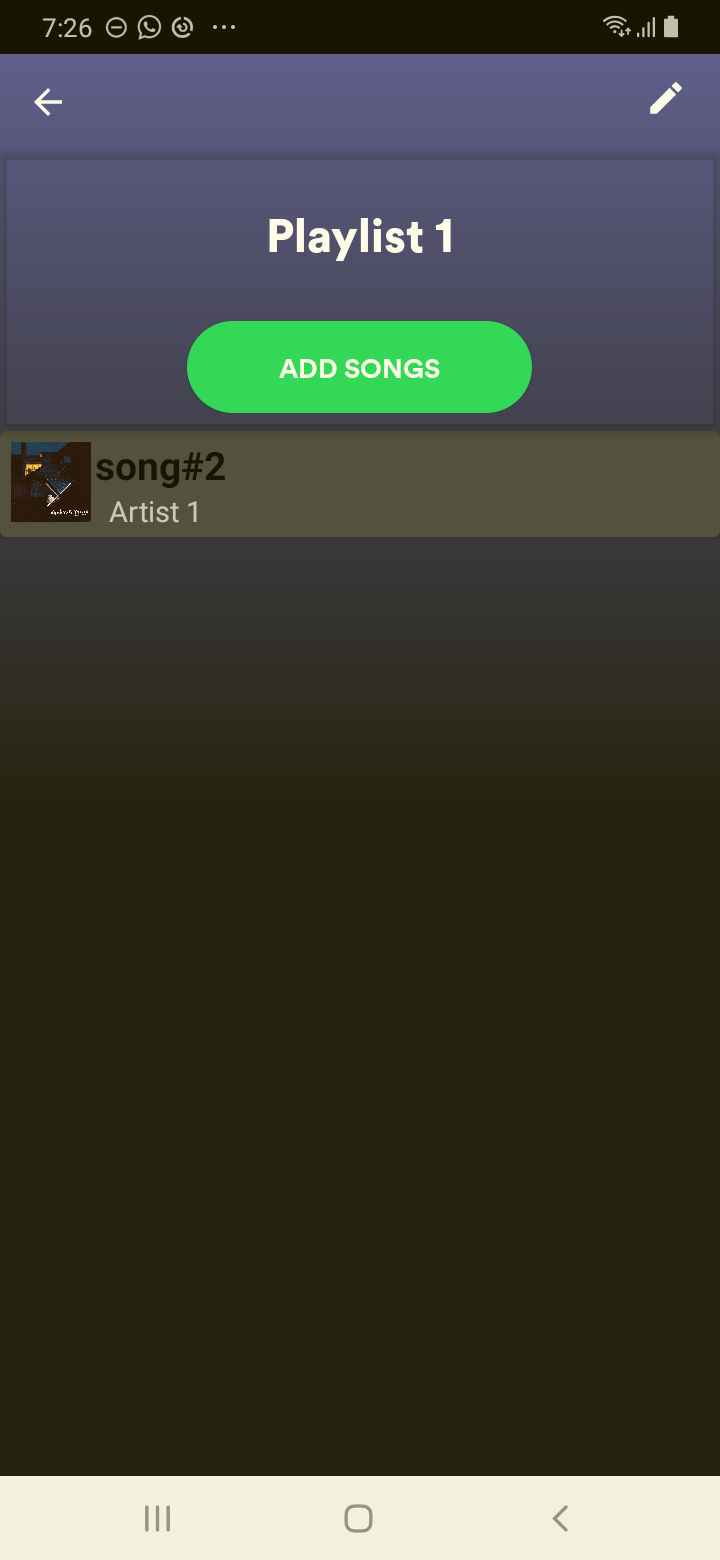 7:26
Playlist 1
ADD SONGS
song#2
Artist 1